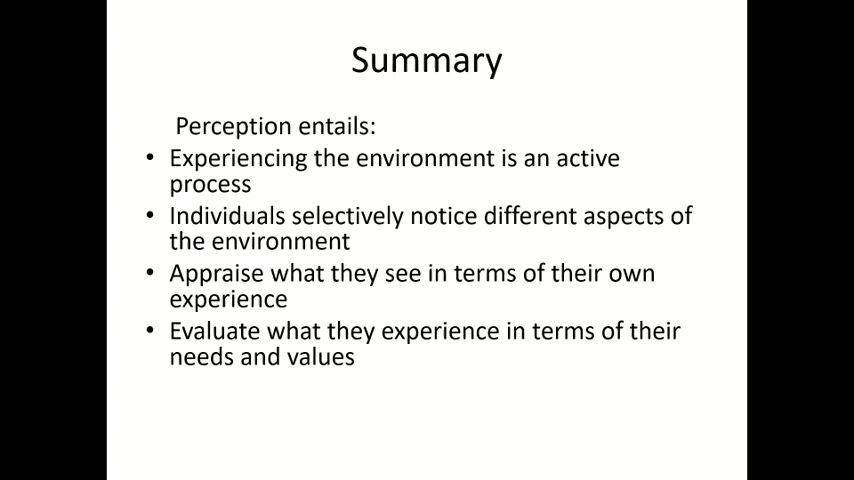 Summary
Perception entails:
• Experiencing the environment is an active
process
• Individuals selectively notice different aspects of
the environment
• Appraise what they see in terms of their own
experience
• Evaluate what they experience in terms of their
needs and values